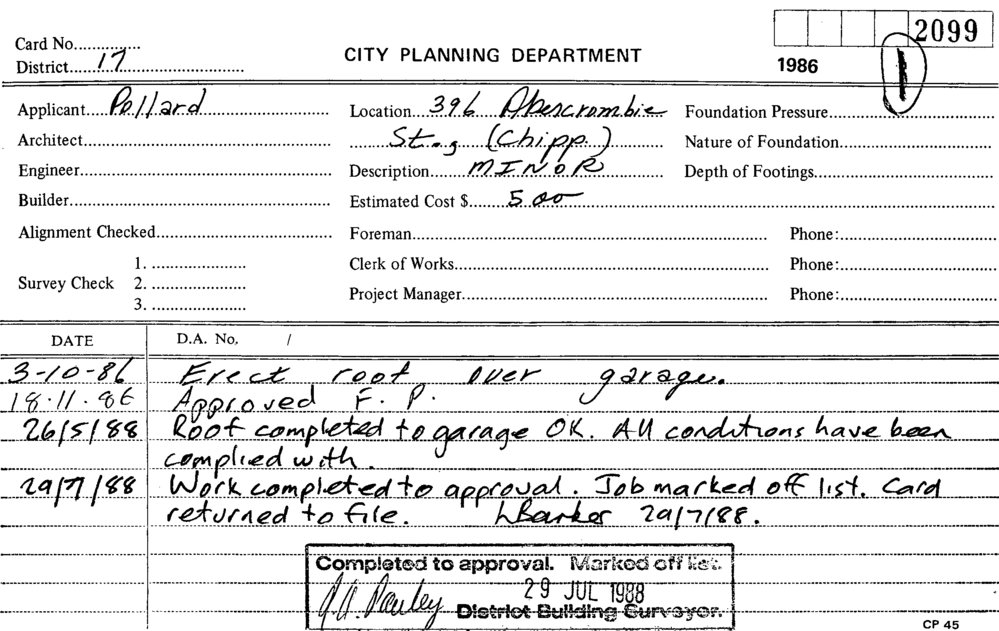 2099
Card No...............
District....17..........................
CITY PLANNING DEPARTMENT
1986
1
Applicant....Pollard....................
Location...396....Abercrombie
Foundation Pressure..............................
Architect...............................................
St., (Chipp.)
Nature of Foundation............................
Engineer................................................
Description.......MINOR...............
Depth of Footings.................................
Builder..................................................
Estimated Cost $........500.......................................
Alignment Checked.................................
Foreman.................................................................
Phone:............................
1. ....................
Clerk of Works........................................................
Phone:............................
Survey Check 2. ....................
3. ....................
Project Manager......................................................
Phone:............................
DATE D.A. No. /
3-10-86 Erect roof over garage.
18.11.86 Approved F. P.
26/5/88 Roof completed to garage OK. All conditions have been
complied with.
29/7/88 Work completed to approval. Job marked off list. Card
returned to file. LBarker 29/7/88.
Completed to approval. Marked off list.
29 JUL 1988
District Building Surveyor.
CP 45